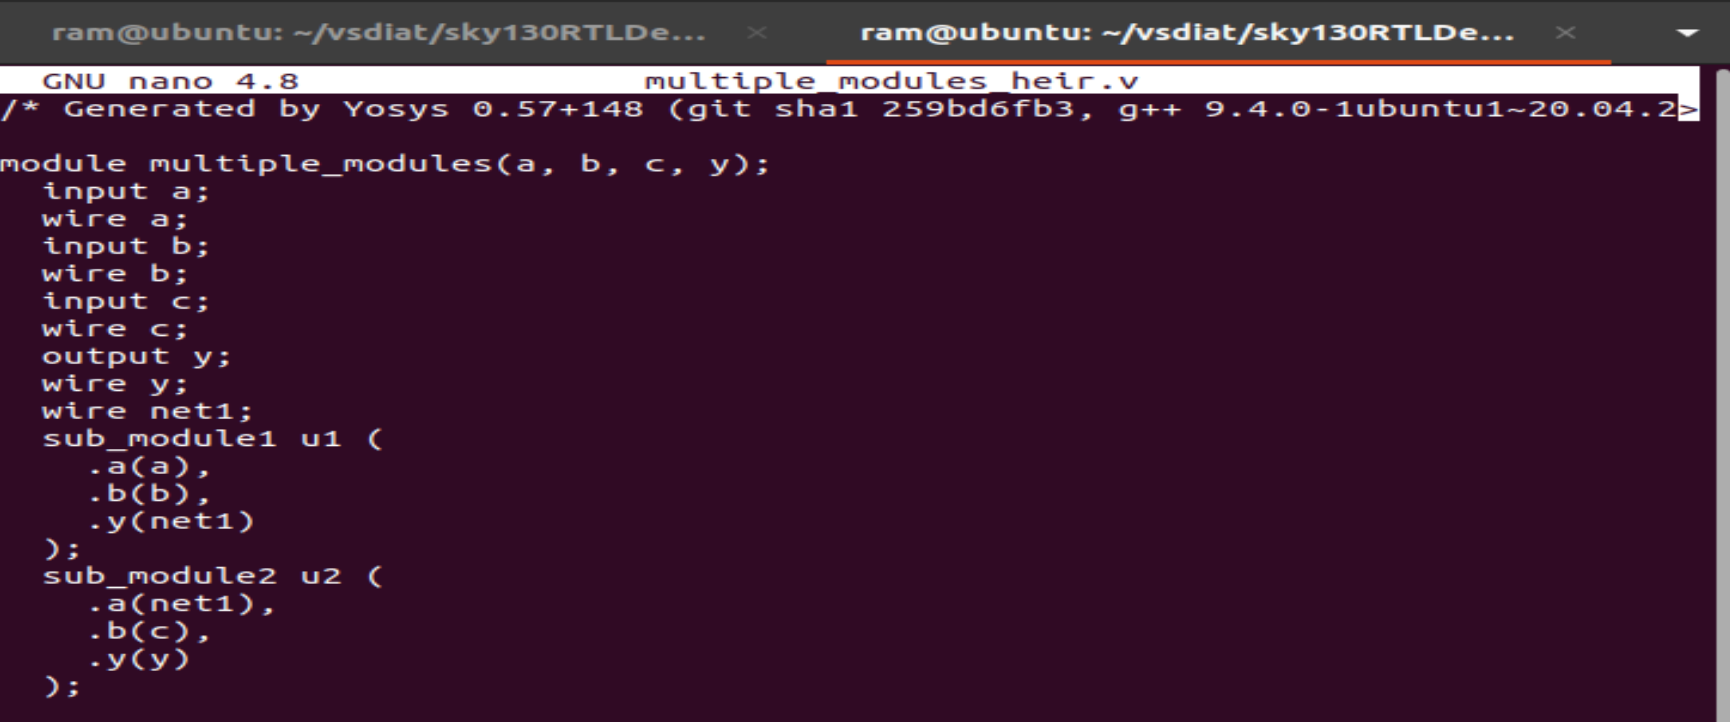 ram@ubuntu: ~/vsdiat/sky130RTLDe... × ram@ubuntu: ~/vsdiat/sky130RTLDe... ×
GNU nano 4.8 multiple_modules_heir.v
/* Generated by Yosys 0.57+148 (git sha1 259bd6fb3, g++ 9.4.0-1ubuntu1~20.04.2>
module multiple_modules(a, b, c, y);
input a;
wire a;
input b;
wire b;
input c;
wire c;
output y;
wire y;
wire net1;
sub_module1 u1 (
.a(a),
.b(b),
.y(net1)
);
sub_module2 u2 (
.a(net1),
.b(c),
.y(y)
);